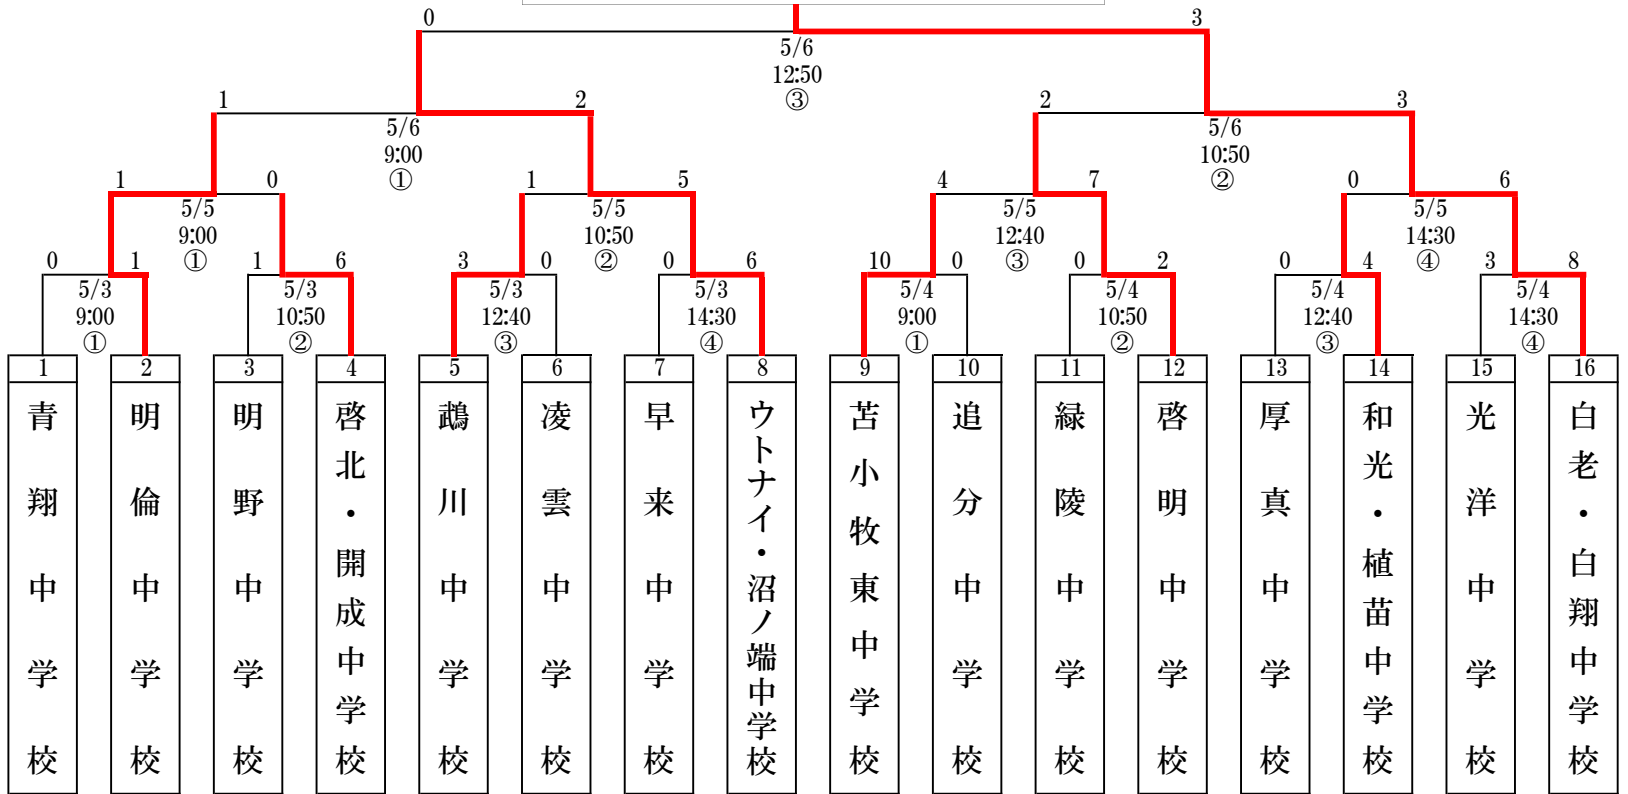 0 3
5/6
12:50
③
1 2 2 3
5/6 5/6
9:00 10:50
① ②
1 0 1 5 4 7 0 6
5/5 5/5 5/5 5/5
9:00 10:50 12:40 14:30
① ② ③ ④
0 1 1 6 3 0 0 6 10 0 0 2 0 4 3 8
5/3 5/3 5/3 5/3 5/4 5/4 5/4 5/4
9:00 10:50 12:40 14:30 9:00 10:50 12:40 14:30
① ② ③ ④ ① ② ③ ④
1 2 3 4 5 6 7 8 9 10 11 12 13 14 15 16
青翔中学校
明倫中学校
明野中学校
啓北・開成中学校
鵡川中学校
凌雲中学校
早来中学校
ウトナイ・沼ノ端中学校
苫小牧東中学校
追分中学校
緑陵中学校
啓明中学校
厚真中学校
和光・植苗中学校
光洋中学校
白老・白翔中学校